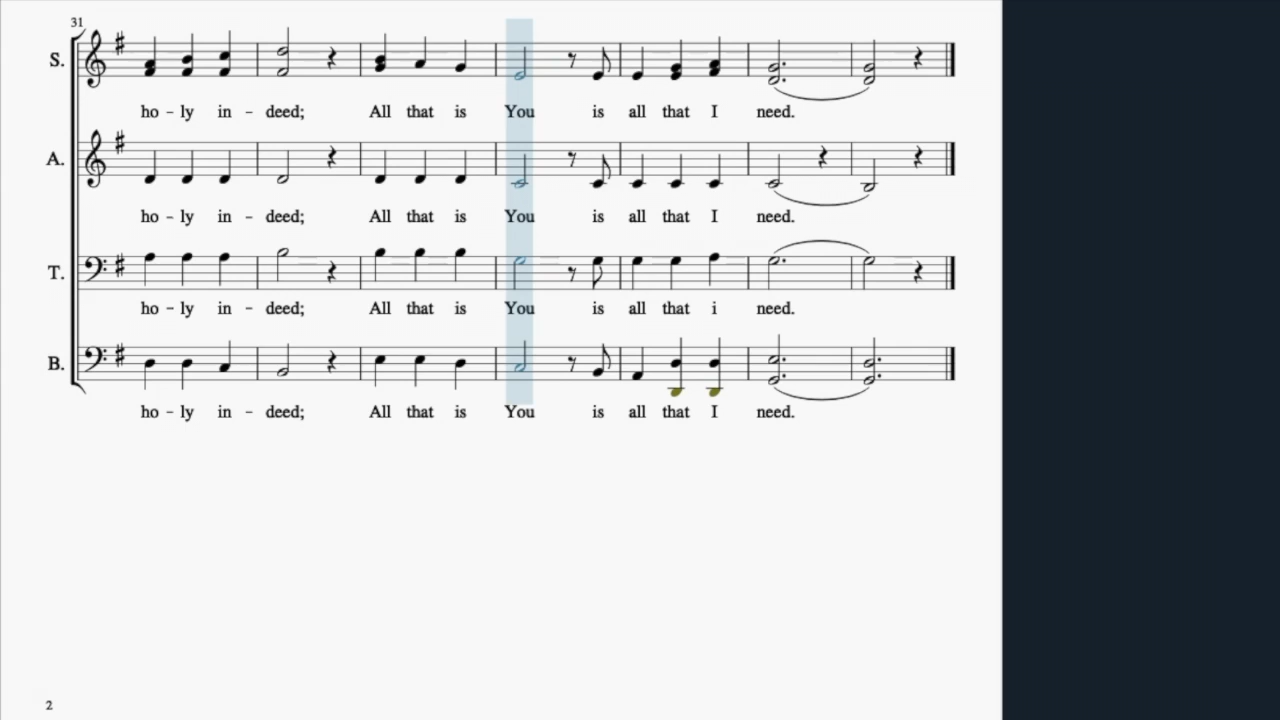 31
S.
ho - ly in - deed; All that is You is all that I need.
A.
ho - ly in - deed; All that is You is all that I need.
T.
ho - ly in - deed; All that is You is all that i need.
B.
ho - ly in - deed; All that is You is all that I need.
2